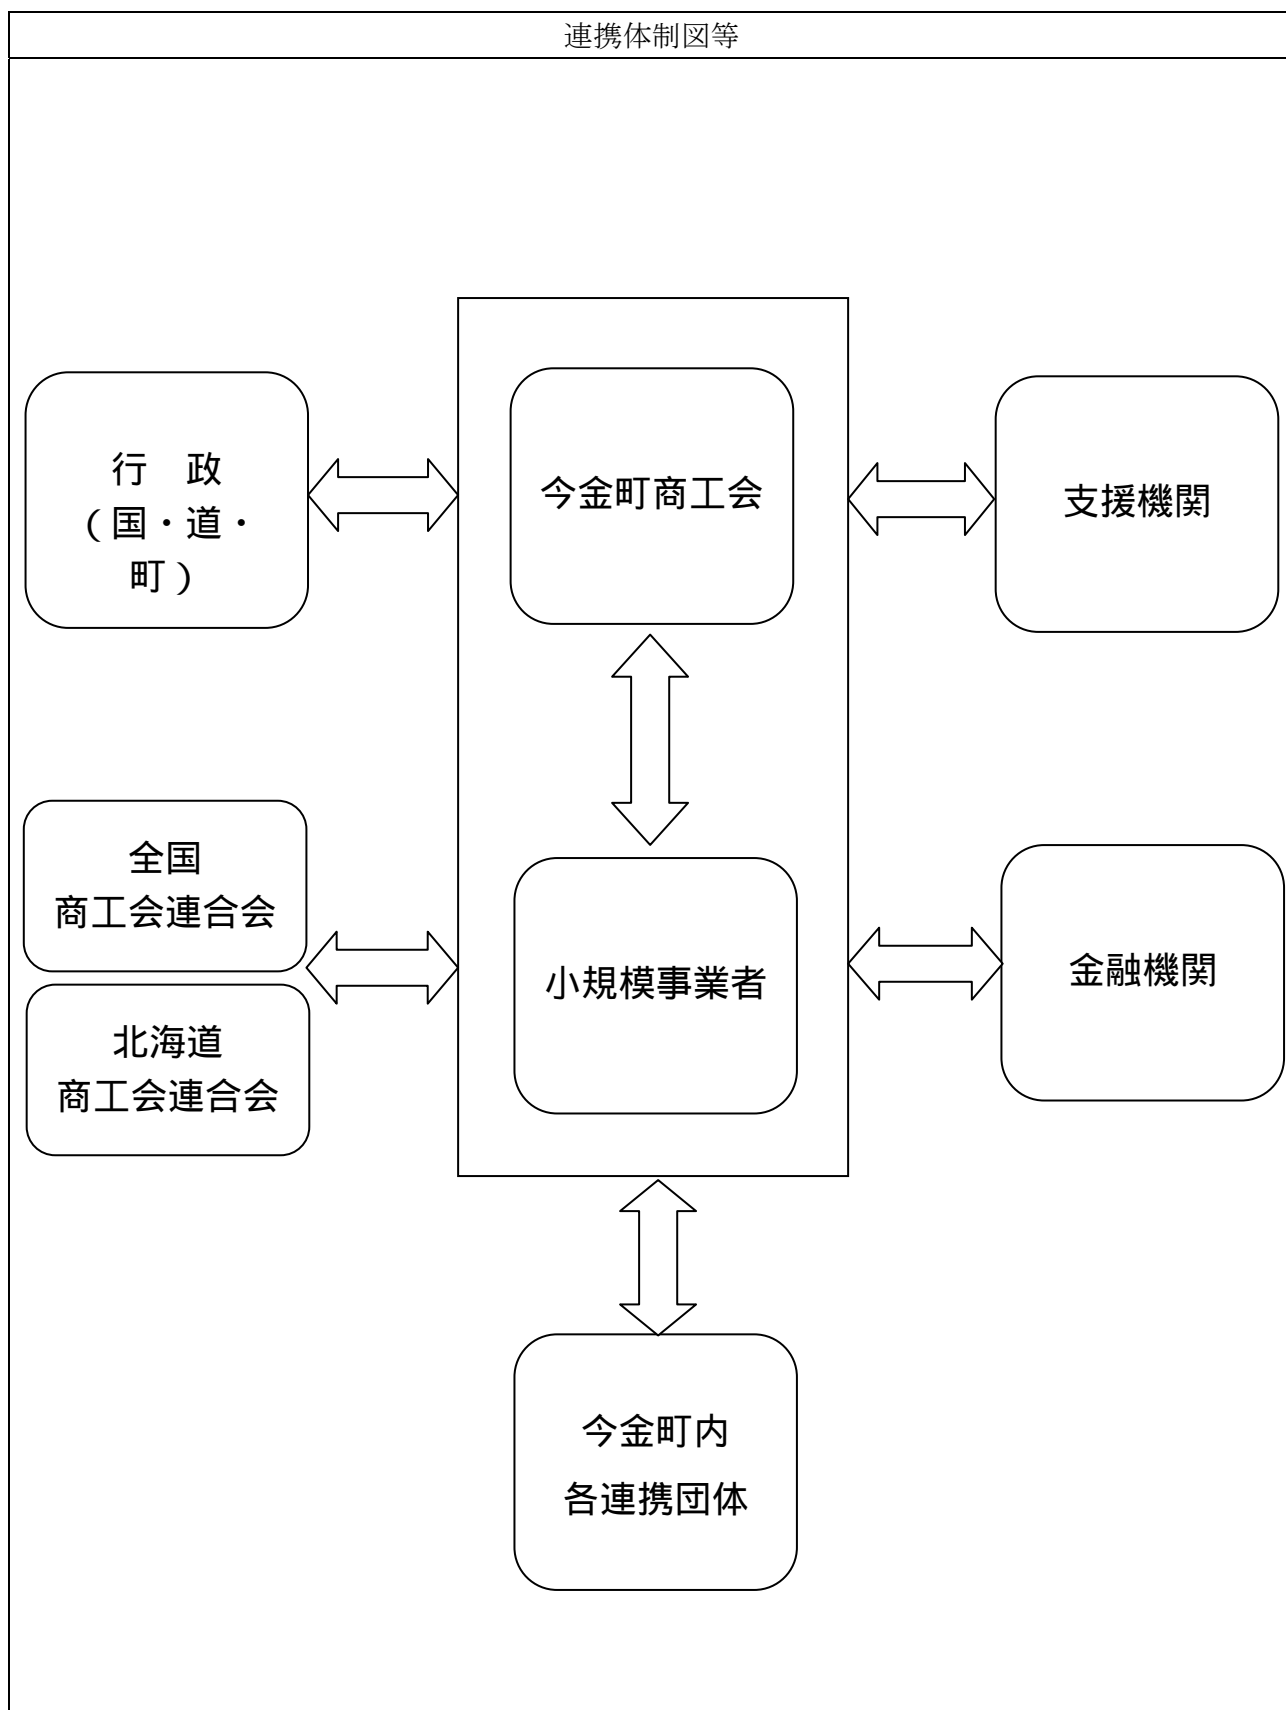 連携体制図等
行　政
（国・道・
町）
今金町商工会
支援機関
全国
商工会連合会
北海道
商工会連合会
小規模事業者
金融機関
今金町内
各連携団体